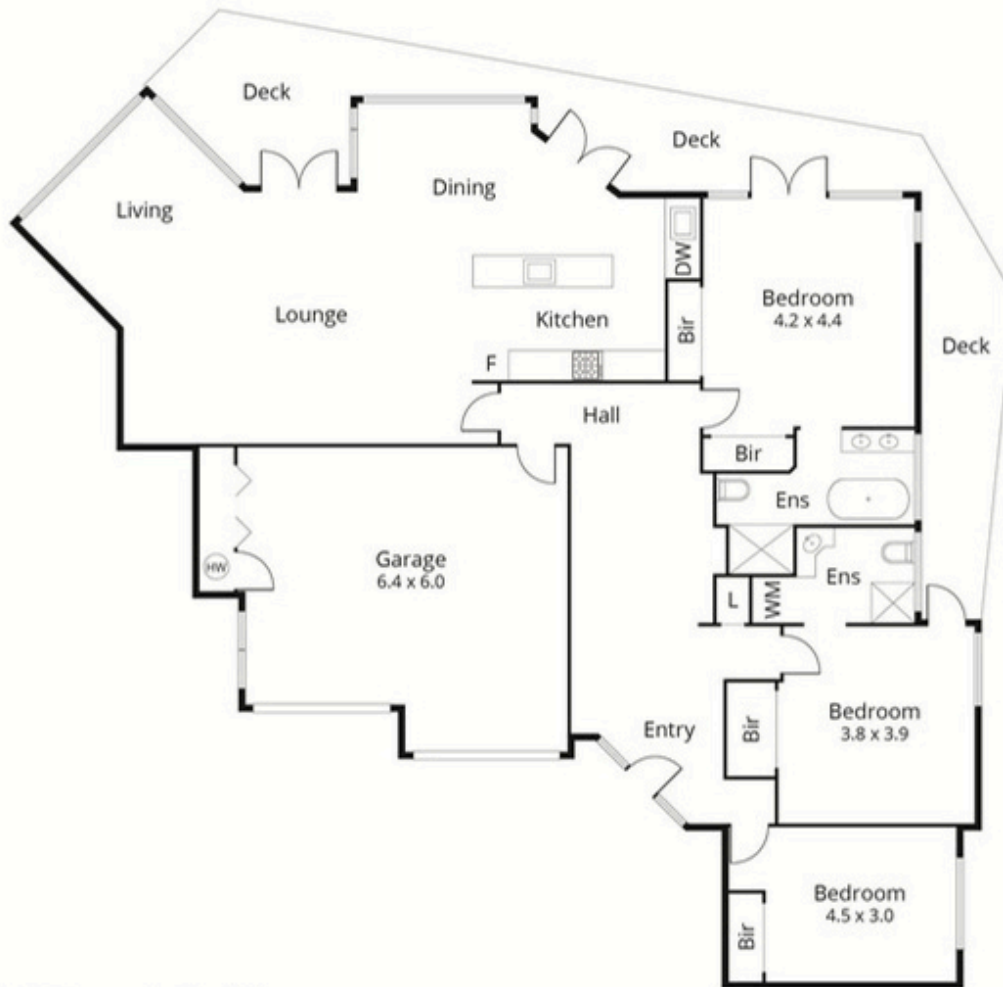 Deck
Deck
Dining
Living
DW
Bedroom
4.2 x 4.4
Lounge
Kitchen
Bir
Deck
F
Hall
Bir
Ens
Garage
6.4 x 6.0
HW
Ens
L
WM
Bedroom
3.8 x 3.9
Entry
Bir
Bedroom
4.5 x 3.0
Bir